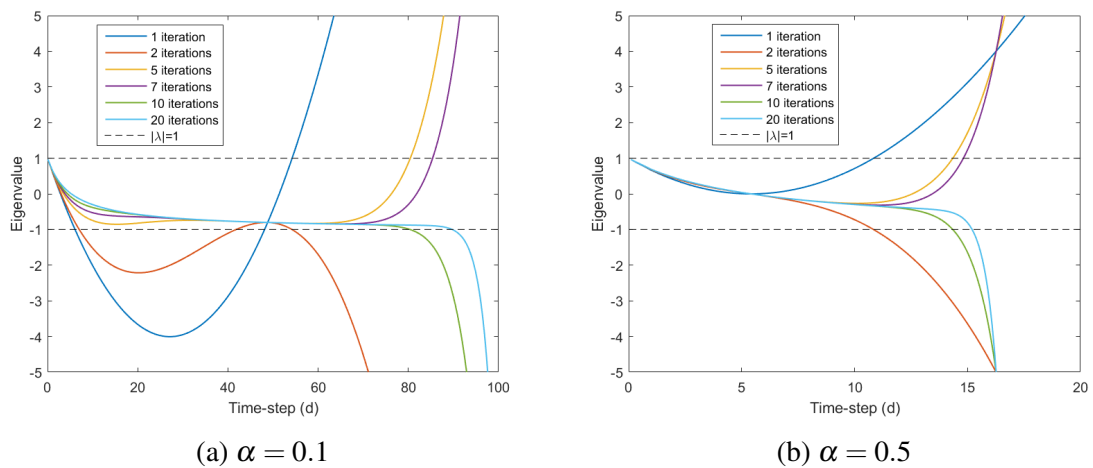 5
4
3
2
1
0
-1
-2
-3
-4
-5
Eigenvalue
1 iteration
2 iterations
5 iterations
7 iterations
10 iterations
20 iterations
|λ|=1
0
20
40
60
80
100
Time-step (d)
(a) α = 0.1
5
4
3
2
1
0
-1
-2
-3
-4
-5
Eigenvalue
1 iteration
2 iterations
5 iterations
7 iterations
10 iterations
20 iterations
|λ|=1
0
5
10
15
20
Time-step (d)
(b) α = 0.5